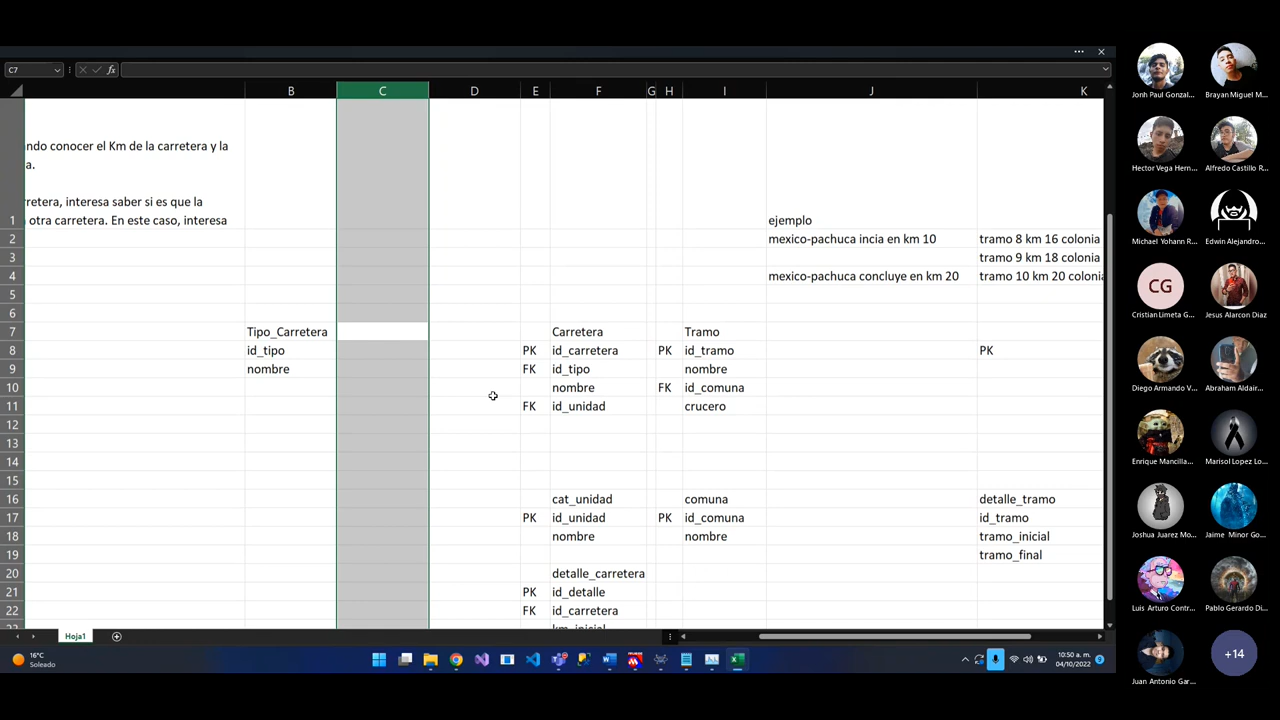 C7
fx
B C D E F G H I J K
ndo conocer el Km de la carretera y la
a.
retera, interesa saber si es que la
otra carretera. En este caso, interesa
1 ejemplo
2 mexico-pachuca incia en km 10 tramo 8 km 16 colonia
3 tramo 9 km 18 colonia
4 mexico-pachuca concluye en km 20 tramo 10 km 20 colonia
5
6
7 Tipo_Carretera Carretera Tramo
8 id_tipo PK id_carretera PK id_tramo PK
9 nombre FK id_tipo nombre
10 nombre FK id_comuna
11 FK id_unidad crucero
12
13
14
15
16 cat_unidad comuna detalle_tramo
17 PK id_unidad PK id_comuna id_tramo
18 nombre nombre tramo_inicial
19 tramo_final
20 detalle_carretera
21 PK id_detalle
22 FK id_carretera
23 km_inicial
Hoja1
16°C
Soleado
10:50 a. m.
04/10/2022
3
Jonh Paul Gonzal...
Brayan Miguel M...
Hector Vega Hern...
Alfredo Castillo R...
Michael Yohann R...
Edwin Alejandro...
CG
Cristian Limeta G...
Jesus Alarcon Diaz
Diego Armando V...
Abraham Aldair...
Enrique Mancilla...
Marisol Lopez Lo...
Joshua Juarez Mo...
Jaime Minor Go...
Luis Arturo Contr...
Pablo Gerardo Di...
Juan Antonio Gar...
+14